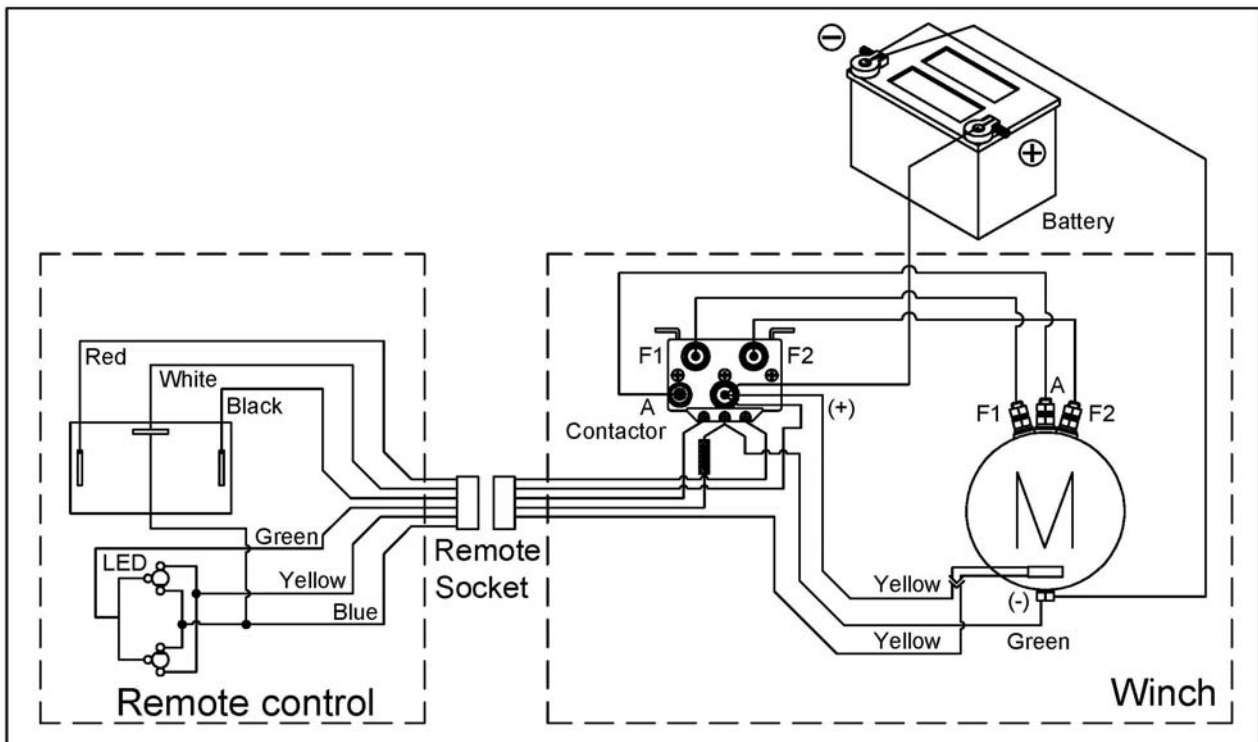 Battery
Red
White
Black
F1
F2
A
(+)
Contactor
A
F1
F2
M
Green
LED
Yellow
Blue
Remote
Socket
Yellow
(-)
Yellow
Green
Remote control
Winch